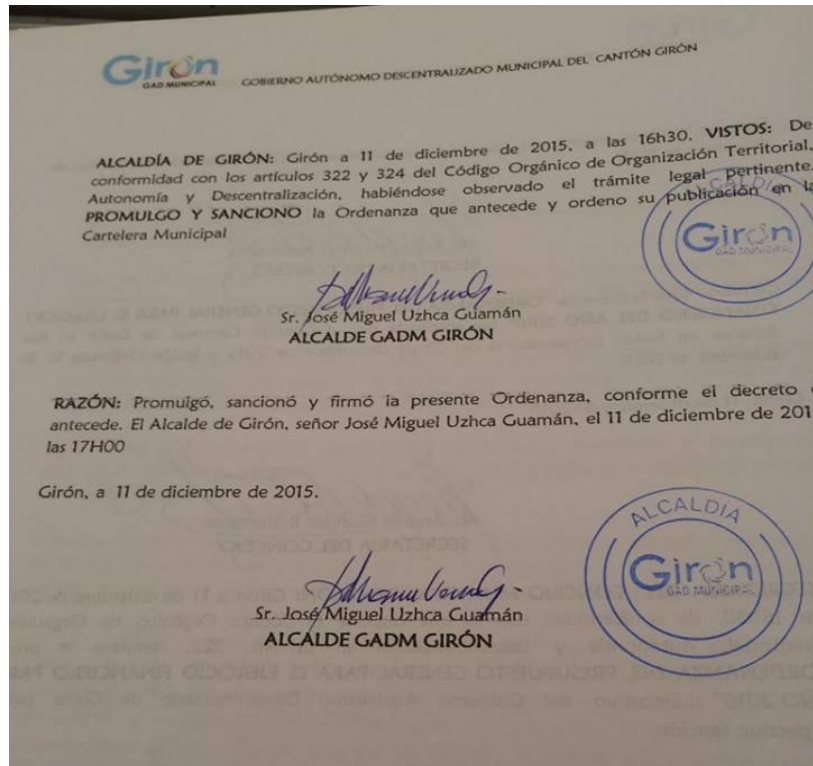 Girón
GAD MUNICIPAL
GOBIERNO AUTÓNOMO DESCENTRALIZADO MUNICIPAL DEL CANTÓN GIRÓN
ALCALDÍA DE GIRÓN: Girón a 11 de diciembre de 2015, a las 16h30. VISTOS: De
conformidad con los artículos 322 y 324 del Código Orgánico de Organización Territorial,
Autonomía y Descentralización, habiéndose observado el trámite legal pertinente,
PROMULGO Y SANCIONO la Ordenanza que antecede y ordeno su publicación en la
Cartelera Municipal
ALCALDIA
Girón
GAD MUNICIPAL
Sr. José Miguel Uzhca Guamán
ALCALDE GADM GIRÓN
RAZÓN: Promulgó, sancionó y firmó la presente Ordenanza, conforme el decreto
antecede. El Alcalde de Girón, señor José Miguel Uzhca Guamán, el 11 de diciembre de 201
las 17H00
Girón, a 11 de diciembre de 2015.
ALCALDÍA
Girón
GAD MUNICIPAL
Sr. José Miguel Uzhca Guamán
ALCALDE GADM GIRÓN